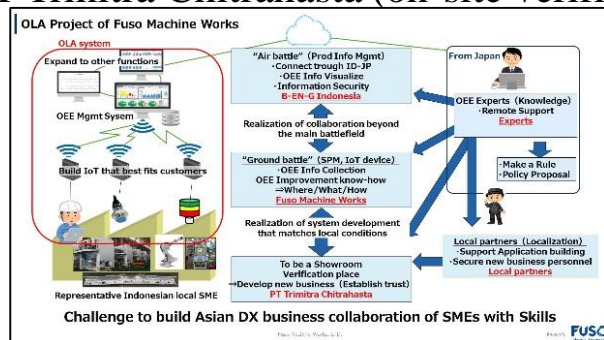 OLA Project of Fuso Machine Works
OLA system
Expand to other functions
OEE Mgmt Sysem
Build IoT that best fits customers
Representative Indonesian local SME
"Air battle" (Prod Info Mgmt)
・Connect trough ID-JP
・OEE Info Visualize
・Information Security
B-EN-G Indonesia
Realization of collaboration beyond
the main battlefield
"Ground battle" (SPM, IoT device)
・OEE Info Collection
OEE Improvement know-how
⇒Where/What/How
Fuso Machine Works
Realization of system development
that matches local conditions
To be a Showroom
Verification place
⇒Develop new business (Establish trust)
PT Trimitra Chitrahasta
From Japan
OEE Experts (Knowledge)
・Remote Support
Experts
・Make a Rule
・Policy Proposal
Local partners (Localization)
・Support Application building
・Secure new business personnel
Local partners
Challenge to build Asian DX business collaboration of SMEs with Skills
FUSO